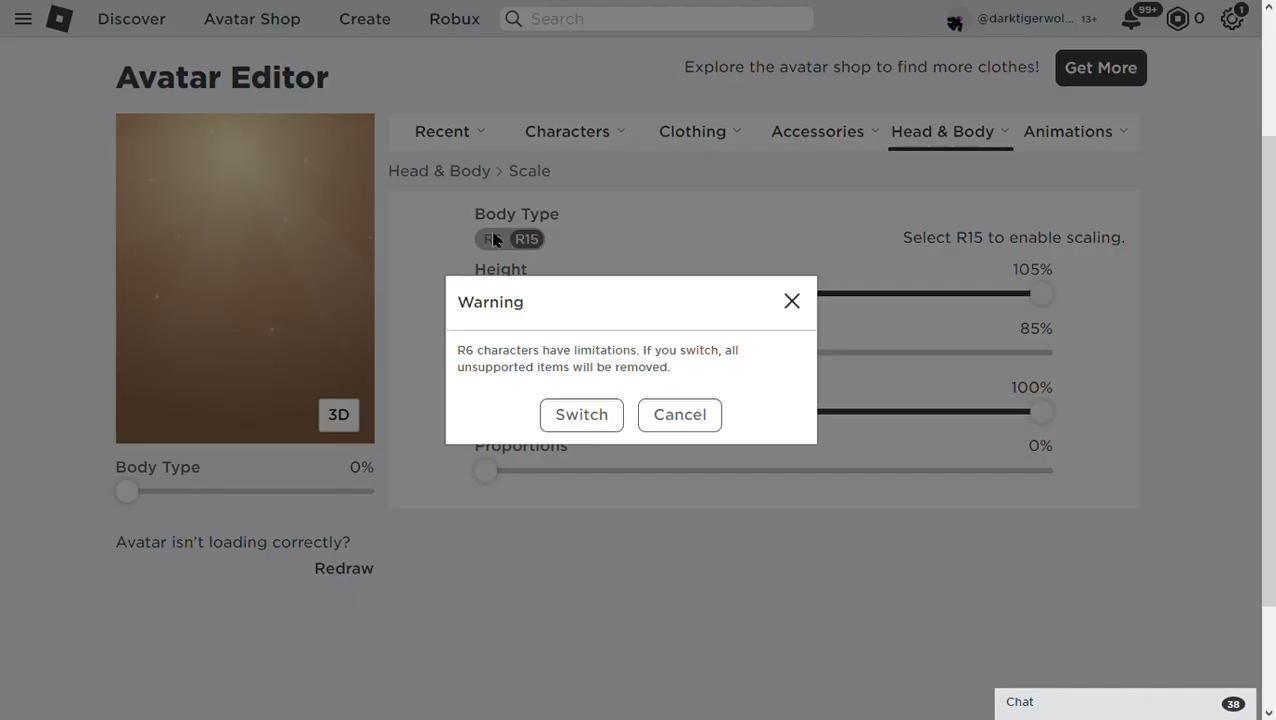 Discover Avatar Shop Create Robux Search @darktigerwol... 13+ 99+ 0 1
Avatar Editor
Explore the avatar shop to find more clothes! Get More
Recent Characters Clothing Accessories Head & Body Animations
Head & Body > Scale
Body Type
R15
Select R15 to enable scaling.
Height 105%
85%
100%
Proportions 0%
Warning
R6 characters have limitations. If you switch, all
unsupported items will be removed.
Switch Cancel
3D
Body Type 0%
Avatar isn't loading correctly?
Redraw
Chat 38